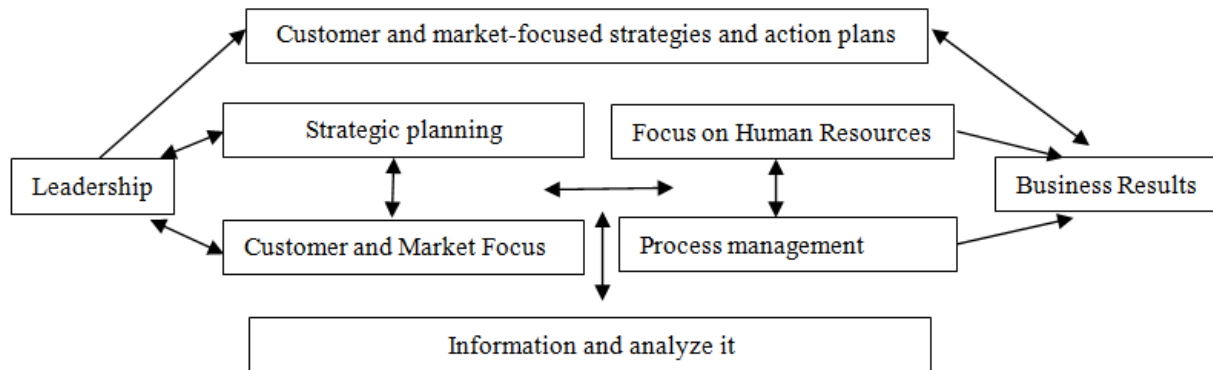 Customer and market-focused strategies and action plans
Strategic planning
Focus on Human Resources
Leadership
Business Results
Customer and Market Focus
Process management
Information and analyze it